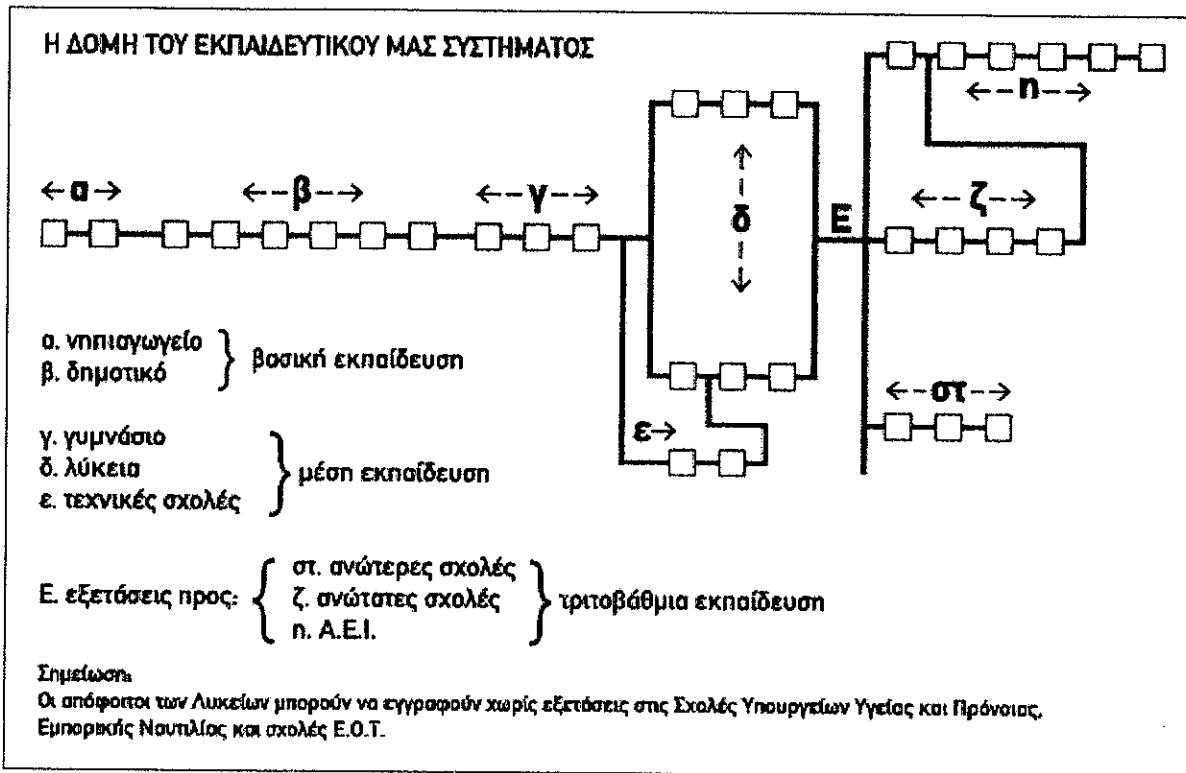 Η ΔΟΜΗ ΤΟΥ ΕΚΠΑΙΔΕΥΤΙΚΟΥ ΜΑΣ ΣΥΣΤΗΜΑΤΟΣ
η
α
β
γ
δ
Ε
ζ
στ
ε
α. νηπιαγωγείο
β. δημοτικό
βασική εκπαίδευση
γ. γυμνάσιο
δ. λύκεια
ε. τεχνικές σχολές
μέση εκπαίδευση
Ε. εξετάσεις προς:
στ. ανώτερες σχολές
ζ. ανώτατες σχολές
η. Α.Ε.Ι.
τριτοβάθμια εκπαίδευση
Σημείωση:
Οι απόφοιτοι των Λυκείων μπορούν να εγγραφούν χωρίς εξετάσεις στις Σχολές Υπουργείων Υγείας και Πρόνοιας,
Εμπορικής Ναυτιλίας και σχολές Ε.Ο.Τ.